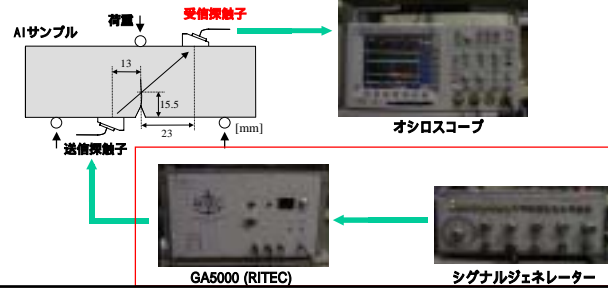 荷重
受信探触子
Alサンプル
13
15.5
23
[mm]
送信探触子
オシロスコープ
GA5000 (RITEC)
シグナルジェネレーター